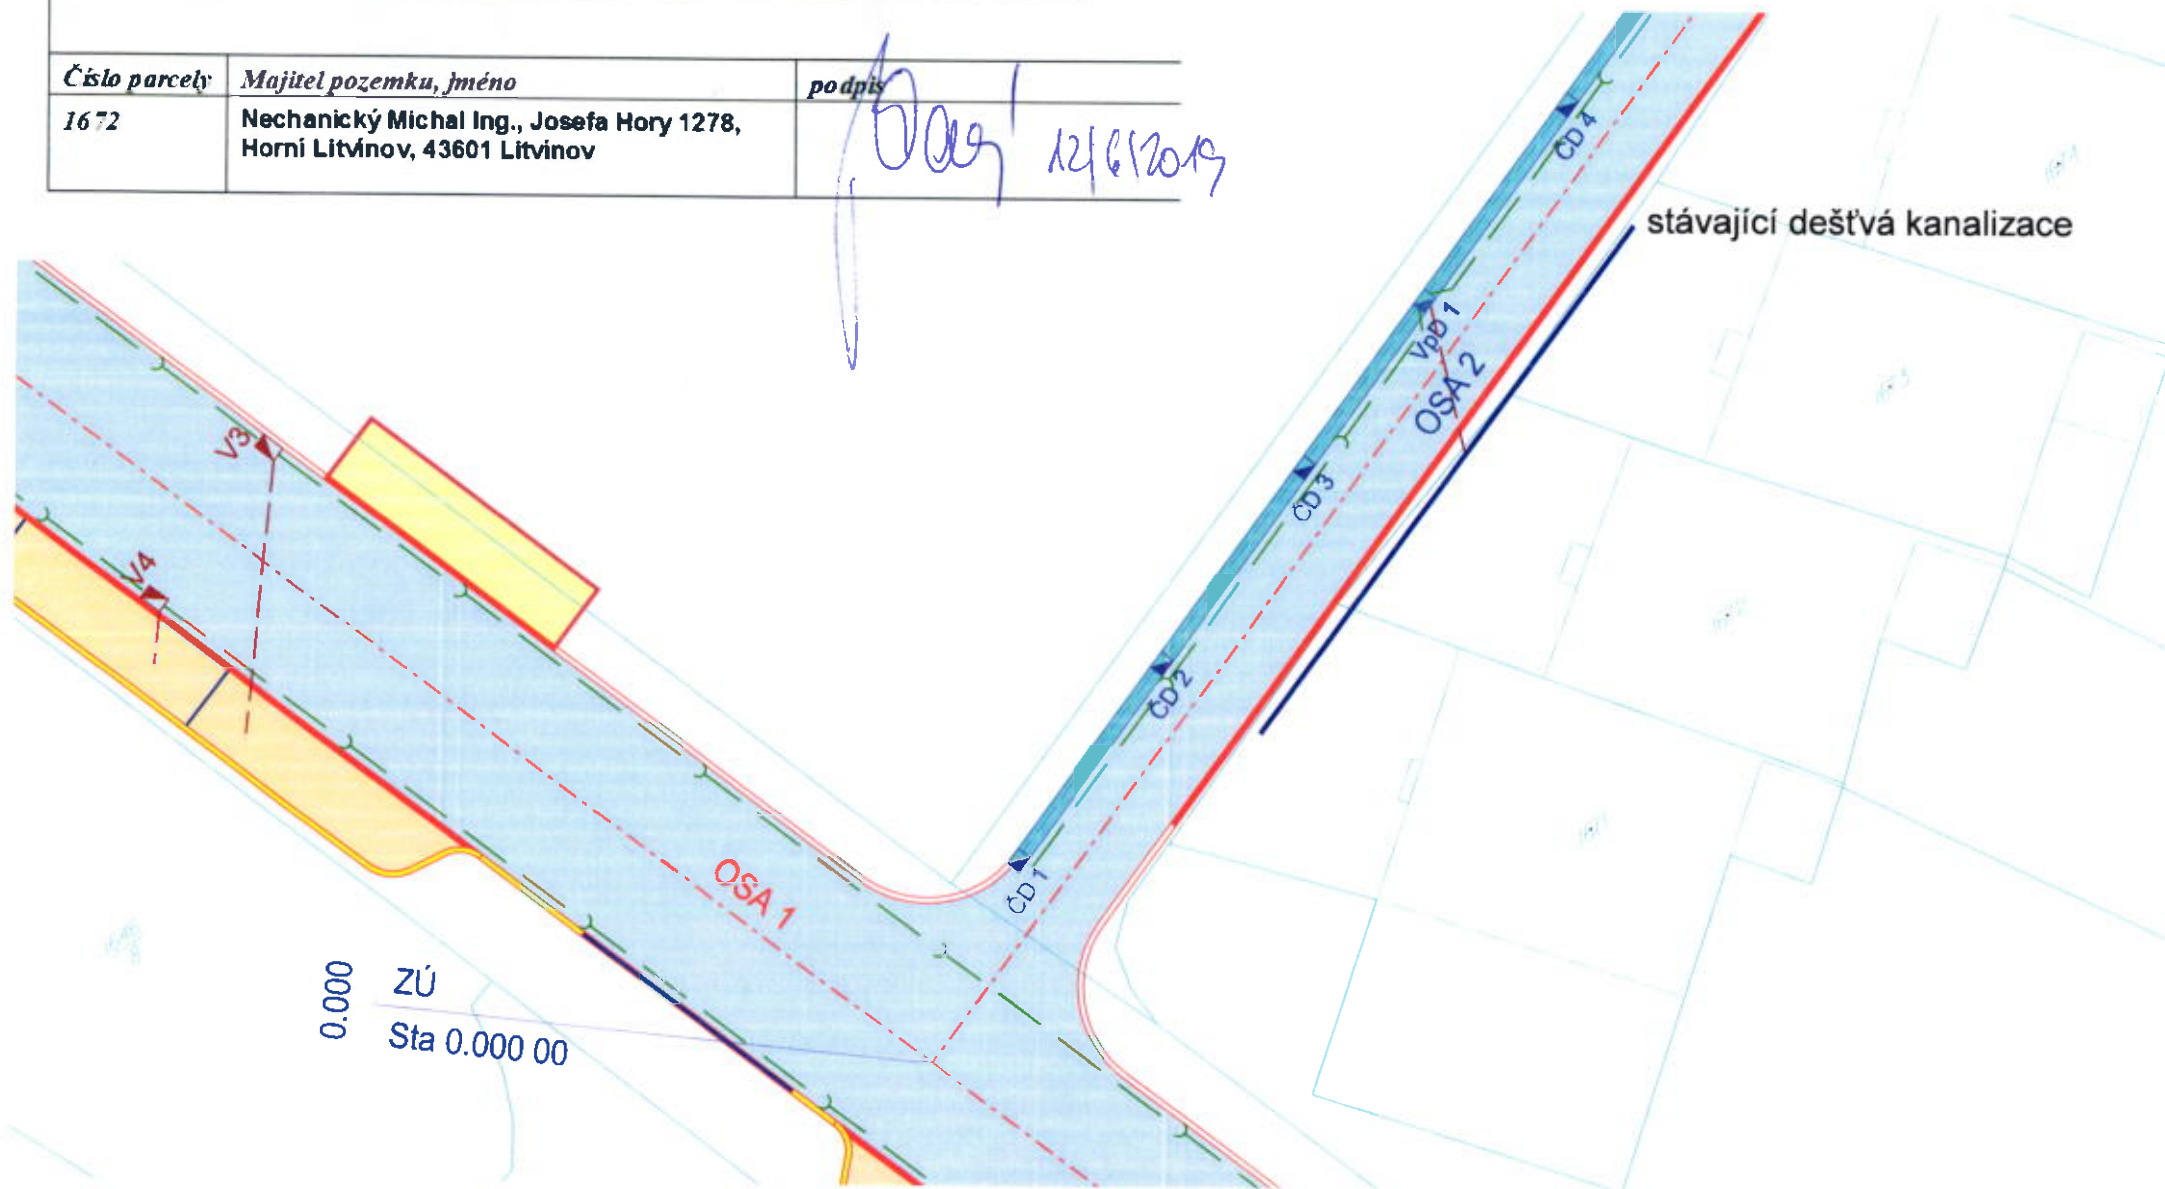 Číslo parcely Majitel pozemku, jméno podpis
1672 Nechanický Michal Ing., Josefa Hory 1278,
Horní Litvínov, 43601 Litvínov
12/6/2019
stávající dešťvá kanalizace
ČD 4
VpD 1
OSA 2
ČD 3
ČD 2
ČD 1
V3
V4
OSA 1
0.000
ZÚ
Sta 0.000 00